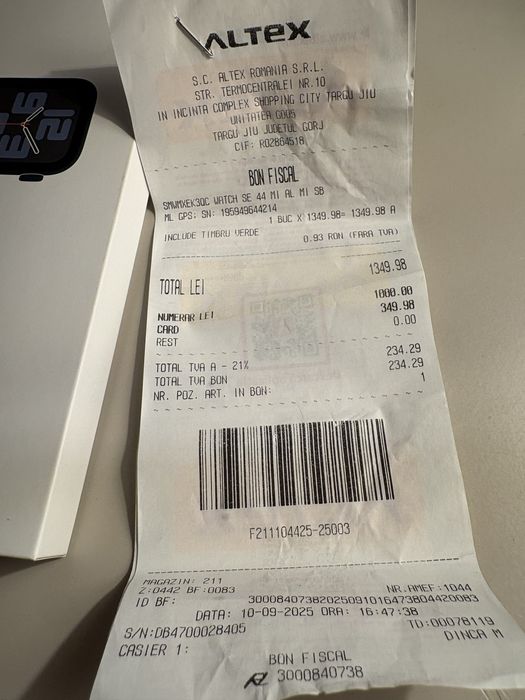 ALTEX
S.C. ALTEX ROMANIA S.R.L.
STR. TERMOCENTRALEI NR.10
IN INCINTA COMPLEX SHOPPING CITY TARGU JIU
UNITATEA G005
TARGU JIU JUDETUL GORJ
CIF: RO2864518
BON FISCAL
SMWMXEK3QC WATCH SE 44 MI AL MI SB
ML GPS: SN: 195949644214
1 BUC X 1349.98= 1349.98 A
INCLUDE TIMBRU VERDE 0.93 RON (FARA TVA)
TOTAL LEI 1349.98
NUMERAR LEI 1000.00
CARD 349.98
REST 0.00
TOTAL TVA A - 21% 234.29
TOTAL TVA BON 234.29
NR. POZ. ART. IN BON: 1
F211104425-25003
MAGAZIN: 211
Z:0442 BF:0083 NR.AMEF:1044
ID BF: 30008407382025091016473804420083
DATA: 10-09-2025 ORA: 16:47:38
S/N:DB4700028405 TD:00078119
CASIER 1: DINCA M
BON FISCAL
3000840738